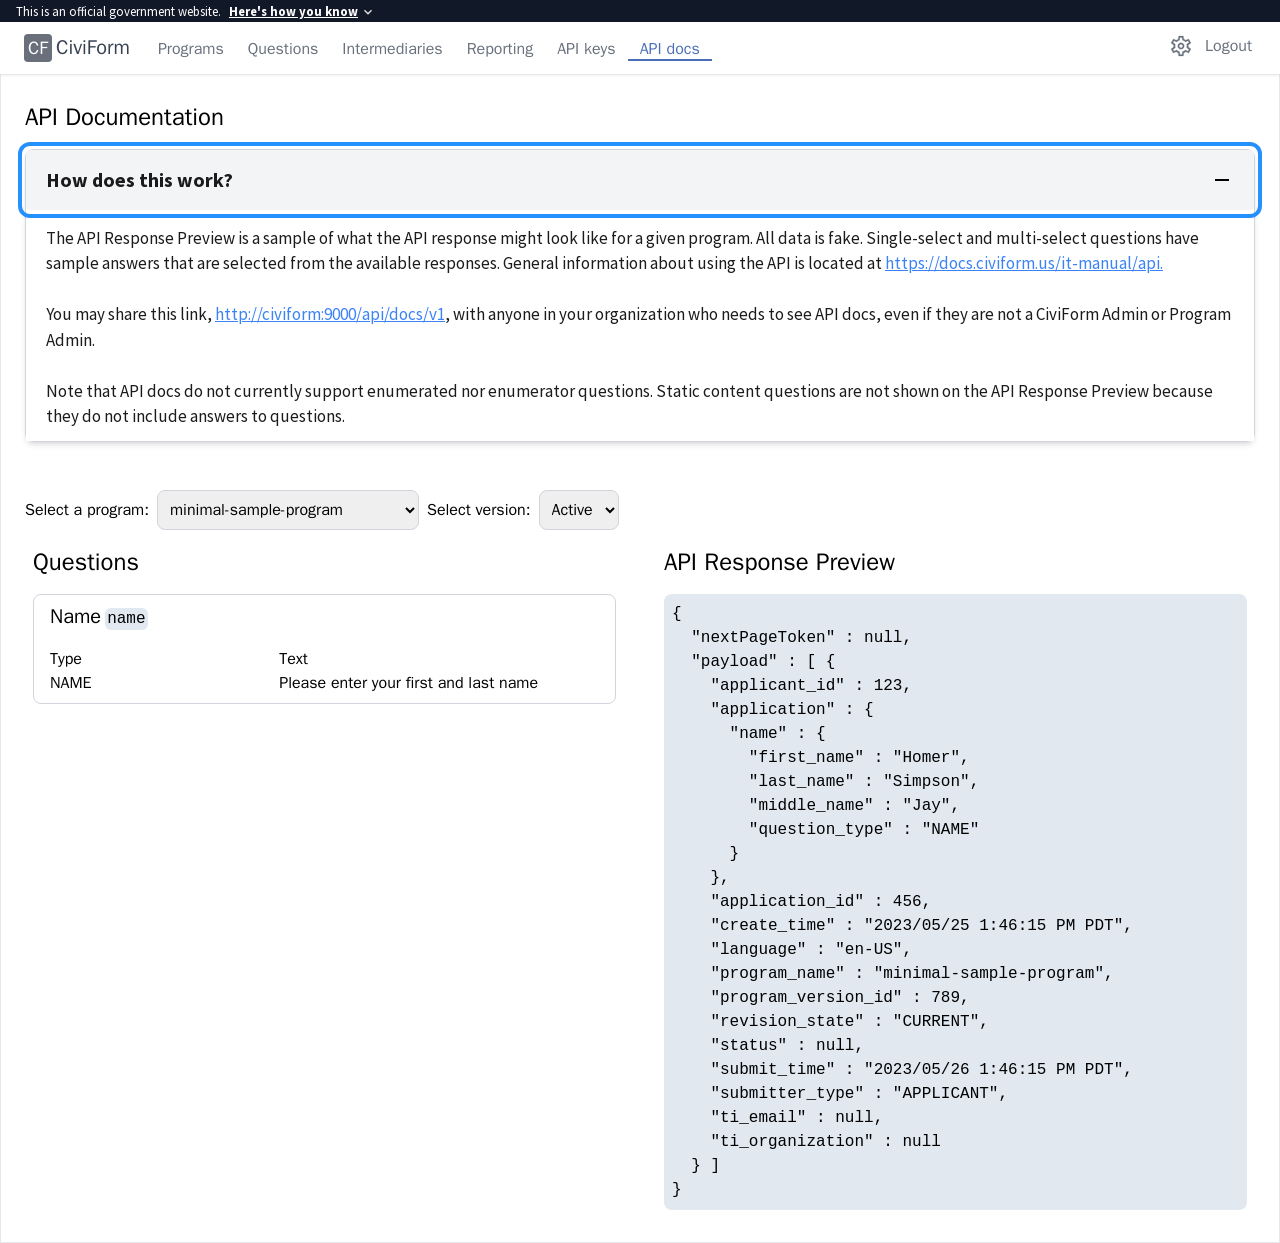 This is an official government website. Here's how you know
CF CiviForm Programs Questions Intermediaries Reporting API keys API docs Logout
API Documentation
How does this work?
The API Response Preview is a sample of what the API response might look like for a given program. All data is fake. Single-select and multi-select questions have
sample answers that are selected from the available responses. General information about using the API is located at https://docs.civiform.us/it-manual/api.
You may share this link, http://civiform:9000/api/docs/v1, with anyone in your organization who needs to see API docs, even if they are not a CiviForm Admin or Program
Admin.
Note that API docs do not currently support enumerated nor enumerator questions. Static content questions are not shown on the API Response Preview because
they do not include answers to questions.
Select a program: minimal-sample-program Select version: Active
Questions
Name name
Type Text
NAME Please enter your first and last name
API Response Preview
{
  "nextPageToken" : null,
  "payload" : [ {
    "applicant_id" : 123,
    "application" : {
      "name" : {
        "first_name" : "Homer",
        "last_name" : "Simpson",
        "middle_name" : "Jay",
        "question_type" : "NAME"
      }
    },
    "application_id" : 456,
    "create_time" : "2023/05/25 1:46:15 PM PDT",
    "language" : "en-US",
    "program_name" : "minimal-sample-program",
    "program_version_id" : 789,
    "revision_state" : "CURRENT",
    "status" : null,
    "submit_time" : "2023/05/26 1:46:15 PM PDT",
    "submitter_type" : "APPLICANT",
    "ti_email" : null,
    "ti_organization" : null
  } ]
}